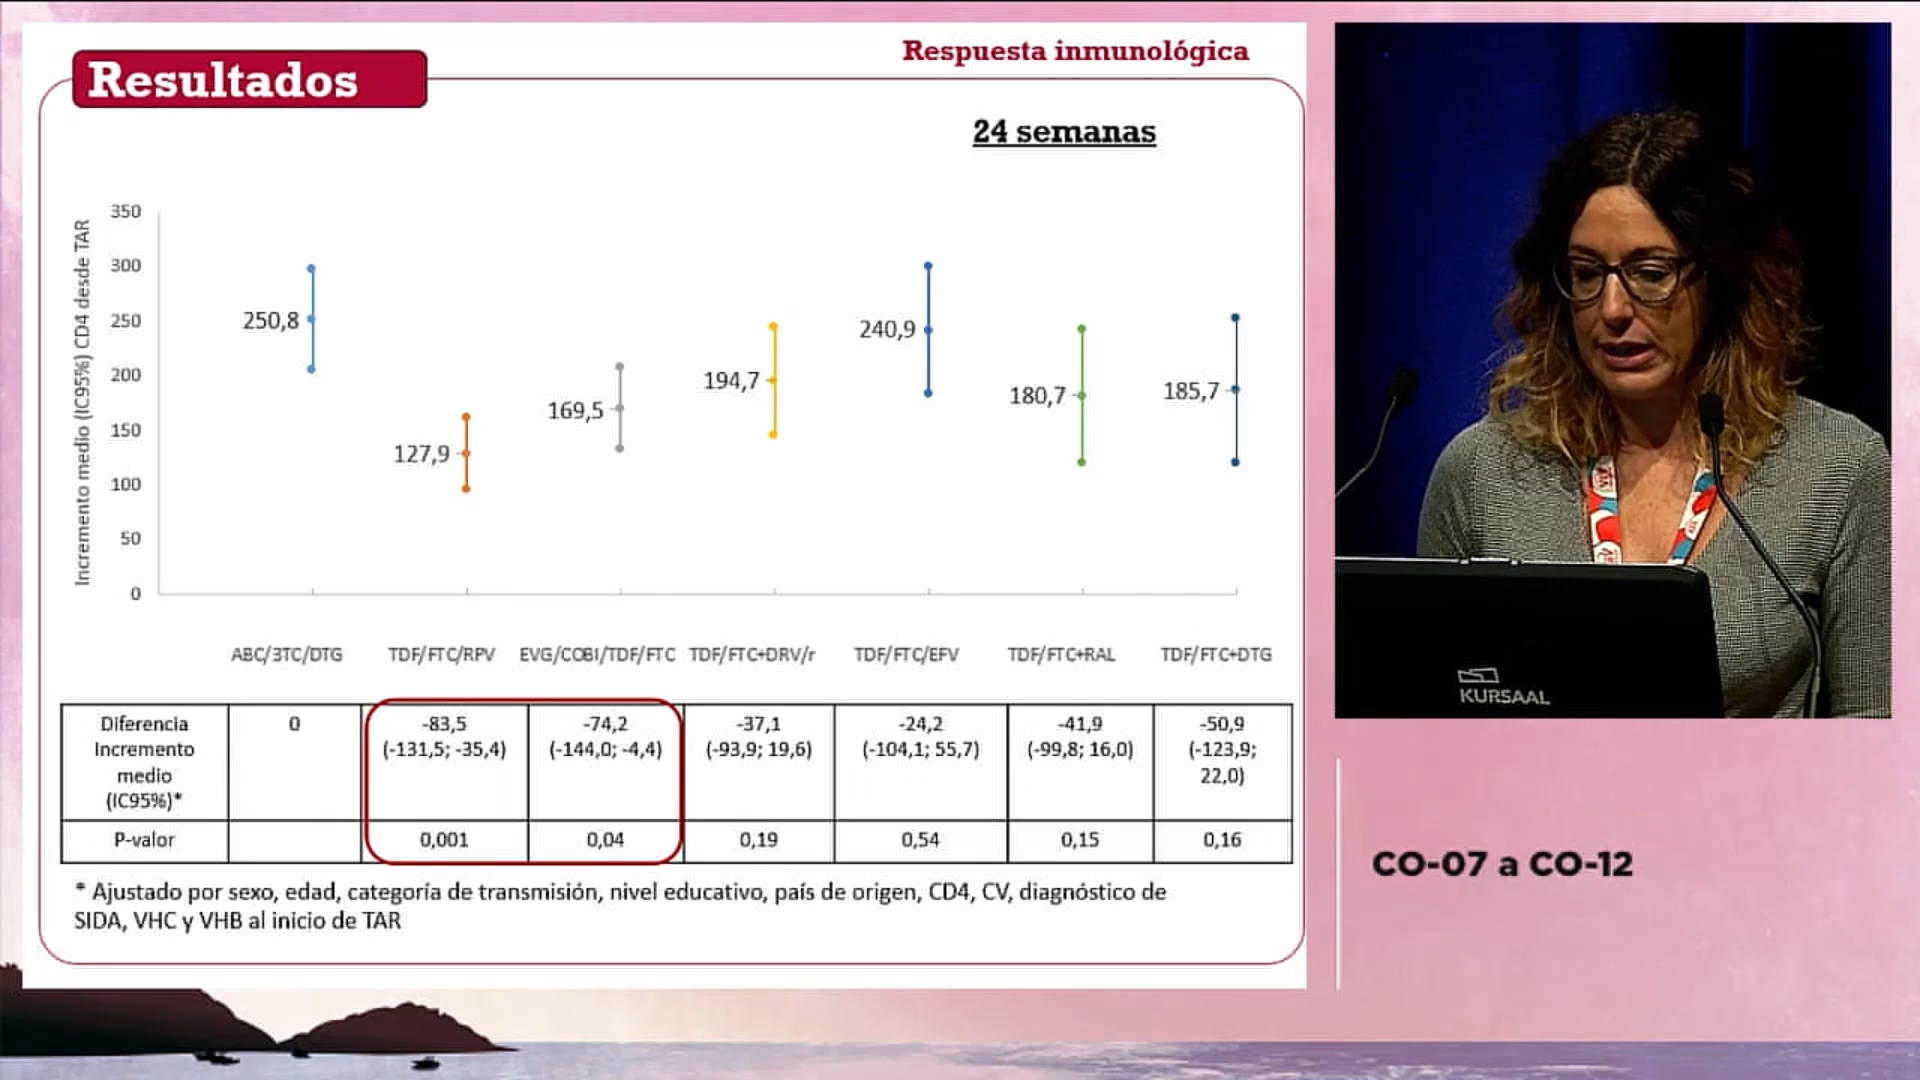 Resultados
Respuesta inmunológica
24 semanas
Incremento medio (IC95%) CD4 desde TAR
350
300
250
200
150
100
50
0
250,8
127,9
169,5
194,7
240,9
180,7
185,7
ABC/3TC/DTG TDF/FTC/RPV EVG/COBI/TDF/FTC TDF/FTC+DRV/r TDF/FTC/EFV TDF/FTC+RAL TDF/FTC+DTG
Diferencia
Incremento
medio
(IC95%)*
0
-83,5
(-131,5; -35,4)
-74,2
(-144,0; -4,4)
-37,1
(-93,9; 19,6)
-24,2
(-104,1; 55,7)
-41,9
(-99,8; 16,0)
-50,9
(-123,9;
22,0)
P-valor 0,001 0,04 0,19 0,54 0,15 0,16
* Ajustado por sexo, edad, categoría de transmisión, nivel educativo, país de origen, CD4, CV, diagnóstico de
SIDA, VHC y VHB al inicio de TAR
KURSAAL
CO-07 a CO-12